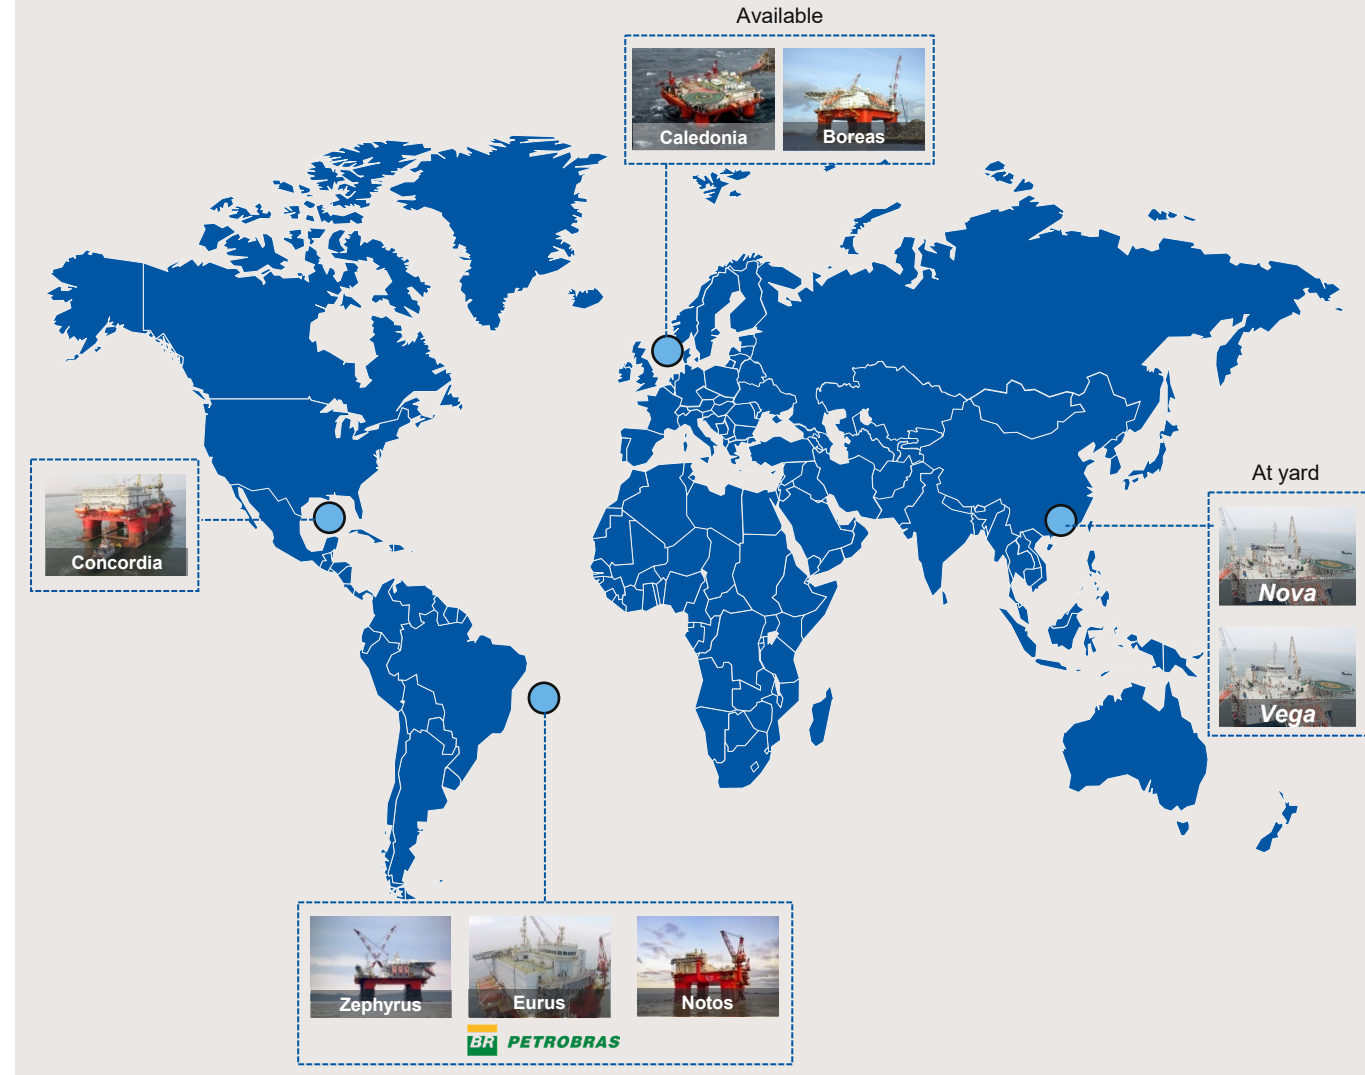 Available
Caledonia
Boreas
At yard
Concordia
Nova
Vega
Zephyrus
Eurus
Notos
BR PETROBRAS